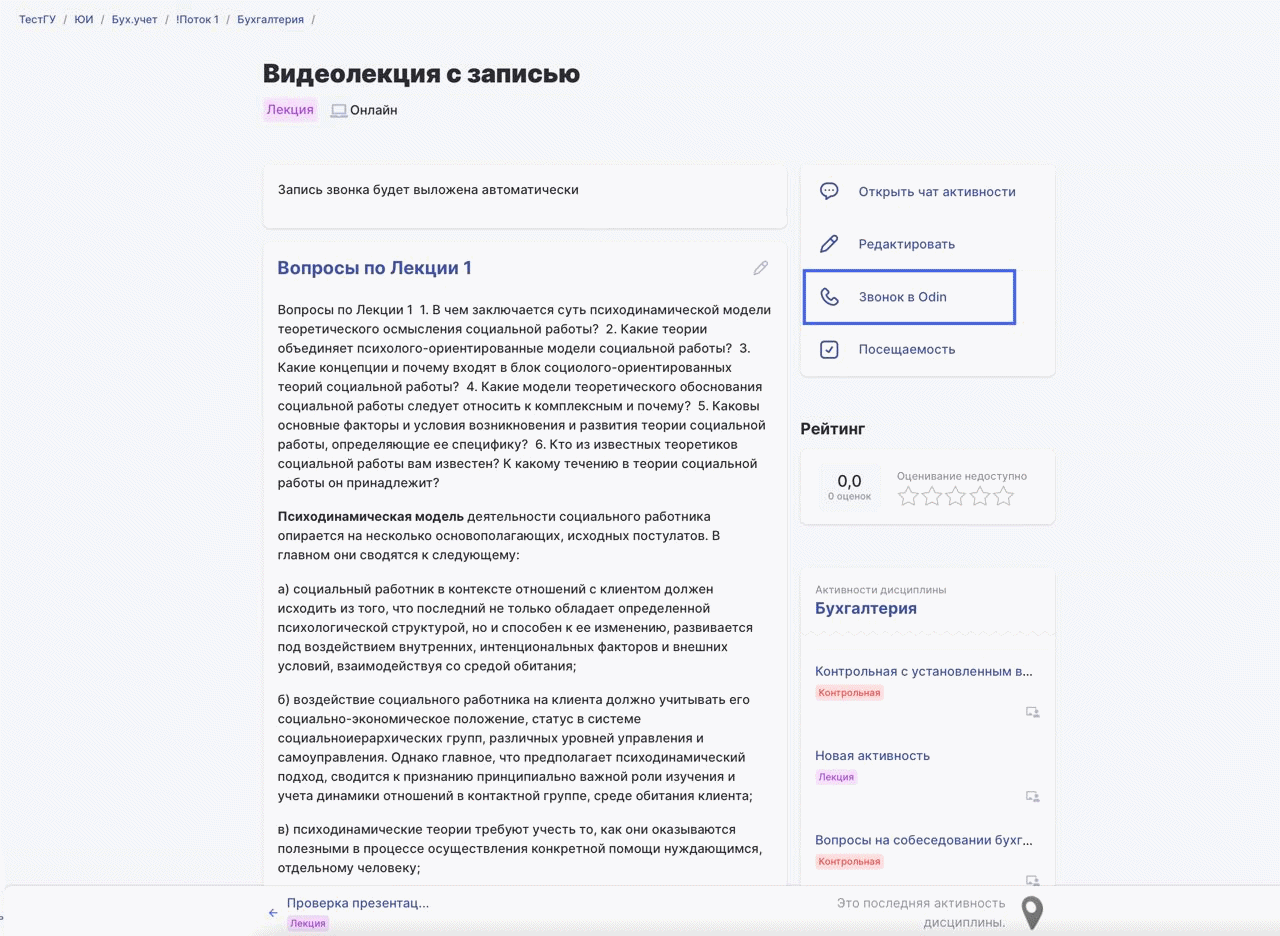 ТестГУ / ЮИ / Бух.учет / !Поток 1 / Бухгалтерия /
Видеолекция с записью
Лекция Онлайн
Запись звонка будет выложена автоматически
Вопросы по Лекции 1
Вопросы по Лекции 1 1. В чем заключается суть психодинамической модели
теоретического осмысления социальной работы? 2. Какие теории
объединяет психолого-ориентированные модели социальной работы? 3.
Какие концепции и почему входят в блок социолого-ориентированных
теорий социальной работы? 4. Какие модели теоретического обоснования
социальной работы следует относить к комплексным и почему? 5. Каковы
основные факторы и условия возникновения и развития теории социальной
работы, определяющие ее специфику? 6. Кто из известных теоретиков
социальной работы вам известен? К какому течению в теории социальной
работы он принадлежит?
Психодинамическая модель деятельности социального работника
опирается на несколько основополагающих, исходных постулатов. В
главном они сводятся к следующему:
а) социальный работник в контексте отношений с клиентом должен
исходить из того, что последний не только обладает определенной
психологической структурой, но и способен к ее изменению, развивается
под воздействием внутренних, интенциональных факторов и внешних
условий, взаимодействуя со средой обитания;
б) воздействие социального работника на клиента должно учитывать его
социально-экономическое положение, статус в системе
социальноиерархических групп, различных уровней управления и
самоуправления. Однако главное, что предполагает психодинамический
подход, сводится к признанию принципиально важной роли изучения и
учета динамики отношений в контактной группе, среде обитания клиента;
в) психодинамические теории требуют учесть то, как они оказываются
полезными в процессе осуществления конкретной помощи нуждающимся,
отдельному человеку;
Открыть чат активности
Редактировать
Звонок в Odin
Посещаемость
Рейтинг
0,0
0 оценок
Оценивание недоступно
Активности дисциплины
Бухгалтерия
Контрольная с установленным в...
Контрольная
Новая активность
Лекция
Вопросы на собеседовании бухг...
Контрольная
Проверка презентац...
Лекция
Это последняя активность
дисциплины.